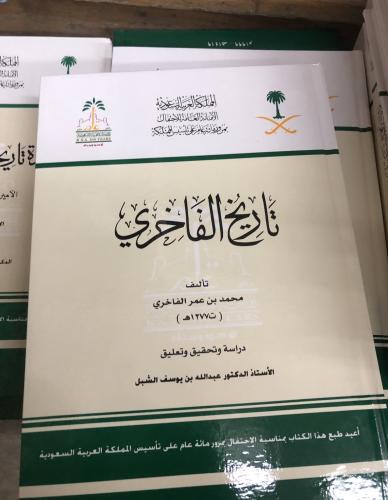 المملكة العربية السعودية
الأمانة العامة للاحتفال
بمرور مائة عام على تأسيس المملكة
تاريخ الفاخري
تأليف
محمد بن عمر الفاخري
(ت ١٢٧٧هـ)
دراسة وتحقيق وتعليق
الأستاذ الدكتور عبدالله بن يوسف الشبل
أعيد طبع هذا الكتاب بمناسبة الاحتفال بمرور مائة عام على تأسيس المملكة العربية السعودية